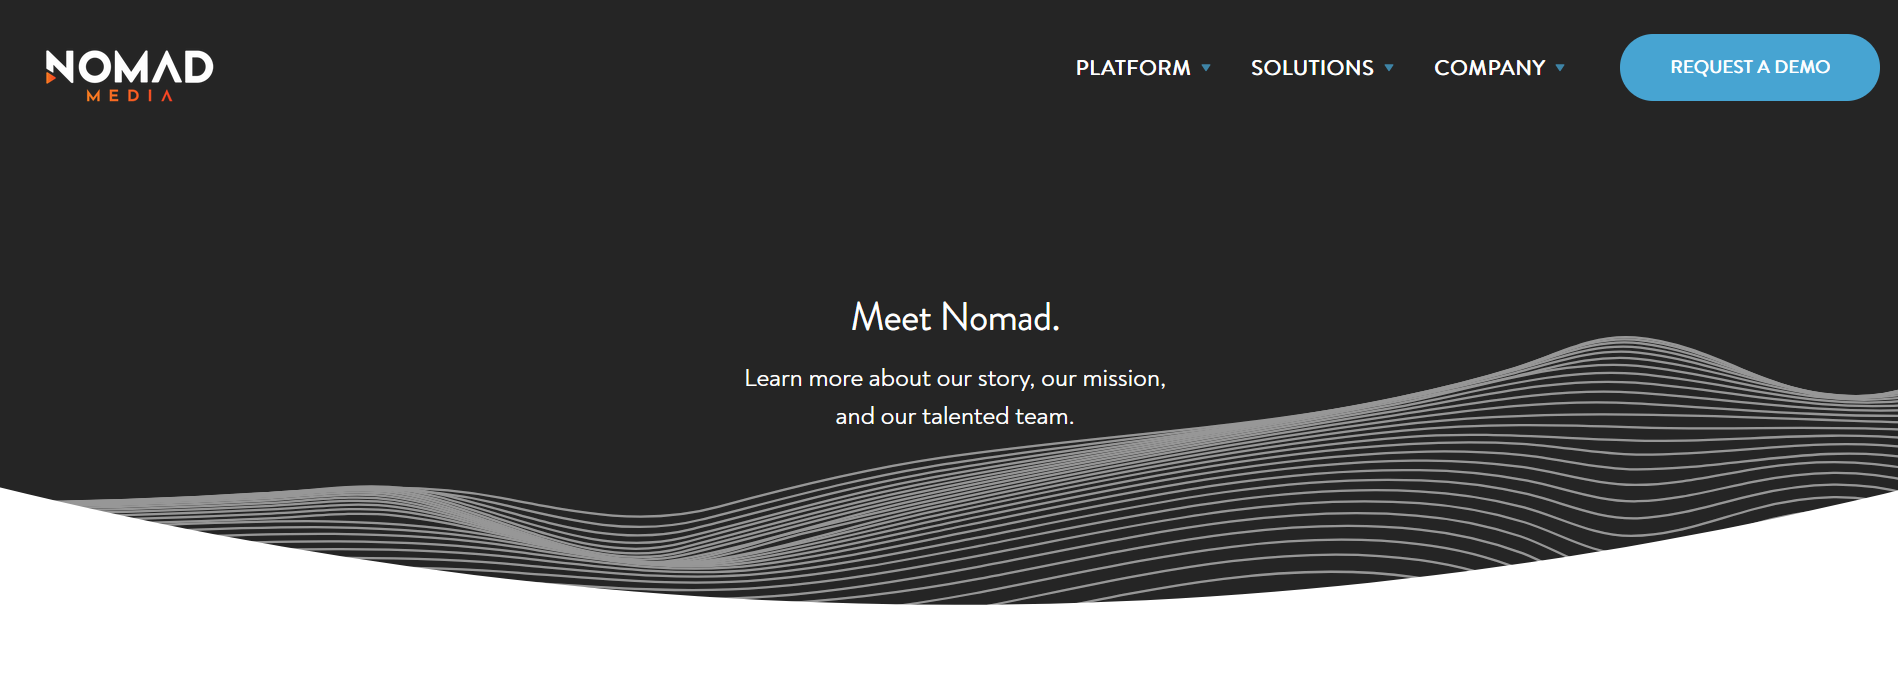 NOMAD
MEDIA
PLATFORM
SOLUTIONS
COMPANY
REQUEST A DEMO
Meet Nomad.
Learn more about our story, our mission,
and our talented team.